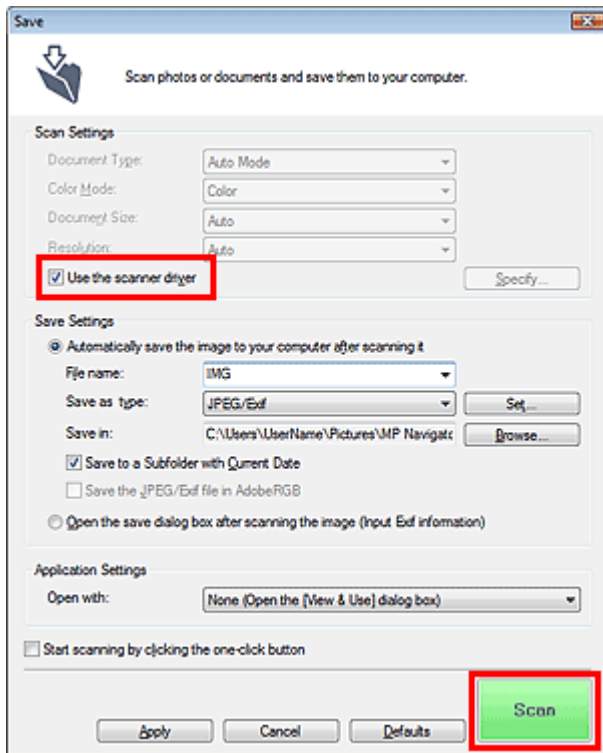 Save
Scan photos or documents and save them to your computer.
Scan Settings
Document Type: Auto Mode
Color Mode: Color
Document Size: Auto
Resolution: Auto
Use the scanner driver Specify...
Save Settings
Automatically save the image to your computer after scanning it
File name: IMG
Save as type: JPEG/Exif Set...
Save in: C:\Users\UserName\Pictures\MP Navigato Browse...
Save to a Subfolder with Current Date
Save the JPEG/Exif file in AdobeRGB
Open the save dialog box after scanning the image (Input Exif information)
Application Settings
Open with: None (Open the [View & Use] dialog box)
Start scanning by clicking the one-click button
Scan
Apply Cancel Defaults